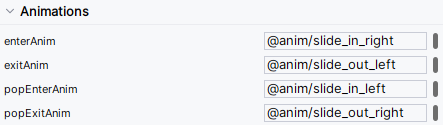 Animations
enterAnim @anim/slide_in_right
exitAnim @anim/slide_out_left
popEnterAnim @anim/slide_in_left
popExitAnim @anim/slide_out_right